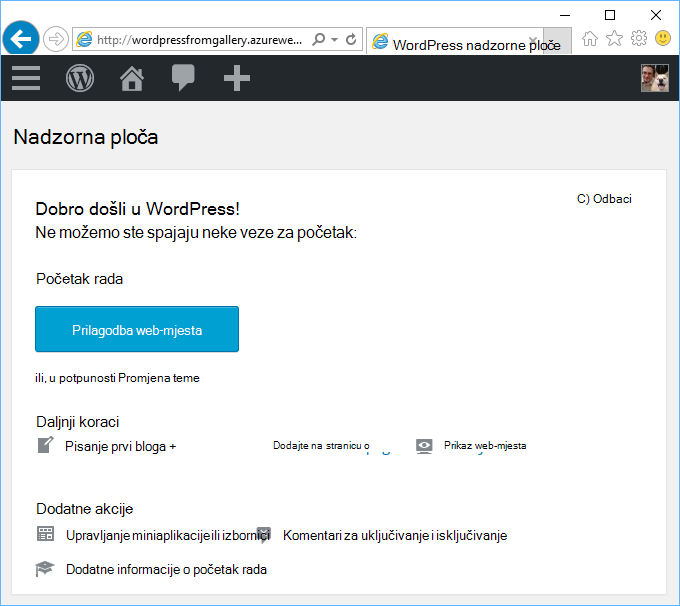 http://wordpressfromgallery.azurewe...
WordPress nadzorne ploče
Nadzorna ploča
C) Odbaci
Dobro došli u WordPress!
Ne možemo ste spajaju neke veze za početak:
Početak rada
Prilagodba web-mjesta
ili, u potpunosti Promjena teme
Daljnji koraci
Pisanje prvi bloga +
Dodajte na stranicu o
Prikaz web-mjesta
Dodatne akcije
Upravljanje miniaplikacije ili izbornici
Komentari za uključivanje i isključivanje
Dodatne informacije o početak rada